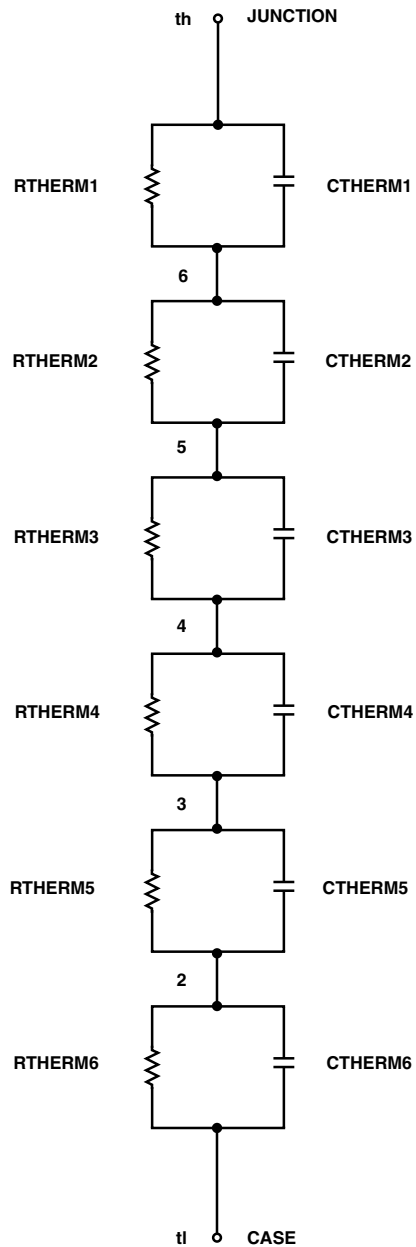 th JUNCTION
RTHERM1 CTHERM1
6
RTHERM2 CTHERM2
5
RTHERM3 CTHERM3
4
RTHERM4 CTHERM4
3
RTHERM5 CTHERM5
2
RTHERM6 CTHERM6
tl CASE